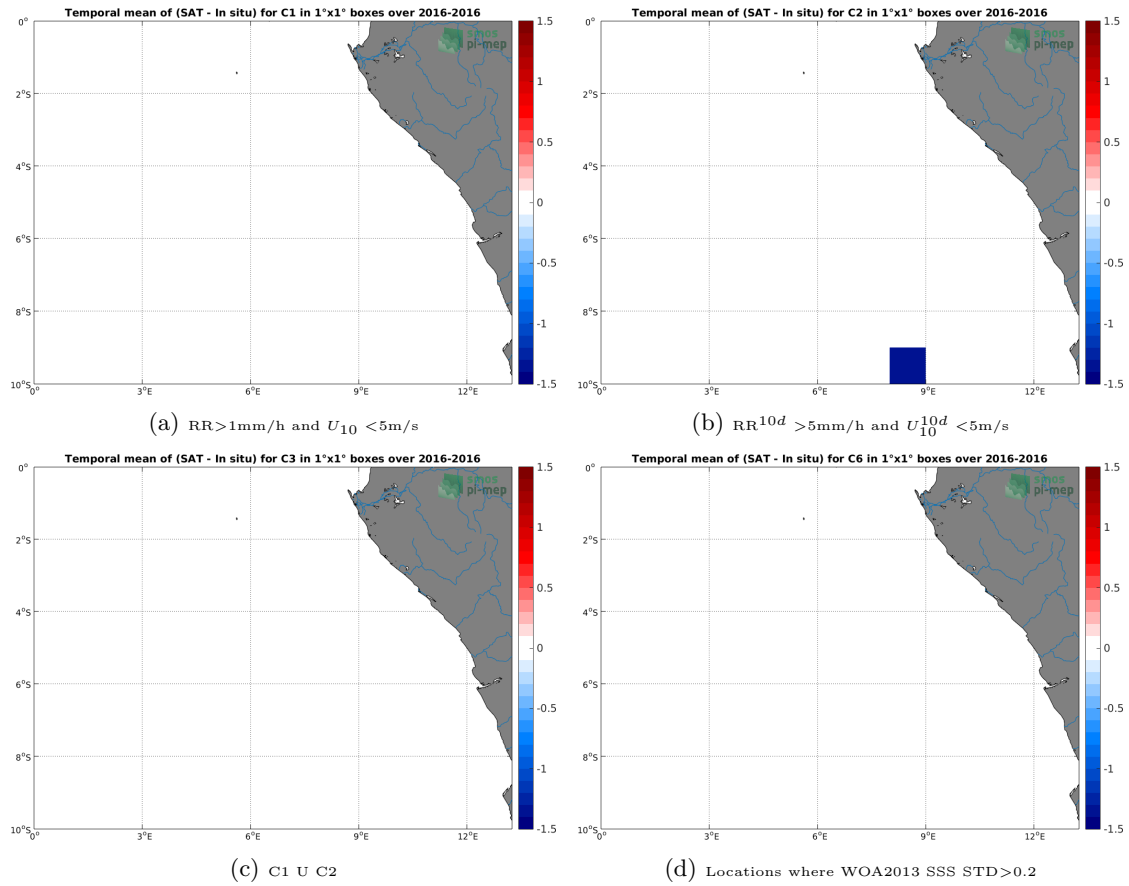 Temporal mean of (SAT - In situ) for C1 in 1°x1° boxes over 2016-2016
0°
2°S
4°S
6°S
8°S
10°S
0°
3°E
6°E
9°E
12°E
1.5
1
0.5
0
-0.5
-1
-1.5
smos
pi-mep
(a) RR>1mm/h and U10 <5m/s
Temporal mean of (SAT - In situ) for C2 in 1°x1° boxes over 2016-2016
0°
2°S
4°S
6°S
8°S
10°S
0°
3°E
6°E
9°E
12°E
1.5
1
0.5
0
-0.5
-1
-1.5
smos
pi-mep
(b) RR10d >5mm/h and U10 10d <5m/s
Temporal mean of (SAT - In situ) for C3 in 1°x1° boxes over 2016-2016
0°
2°S
4°S
6°S
8°S
10°S
0°
3°E
6°E
9°E
12°E
1.5
1
0.5
0
-0.5
-1
-1.5
smos
pi-mep
(c) C1 U C2
Temporal mean of (SAT - In situ) for C6 in 1°x1° boxes over 2016-2016
0°
2°S
4°S
6°S
8°S
10°S
0°
3°E
6°E
9°E
12°E
1.5
1
0.5
0
-0.5
-1
-1.5
smos
pi-mep
(d) Locations where WOA2013 SSS STD>0.2